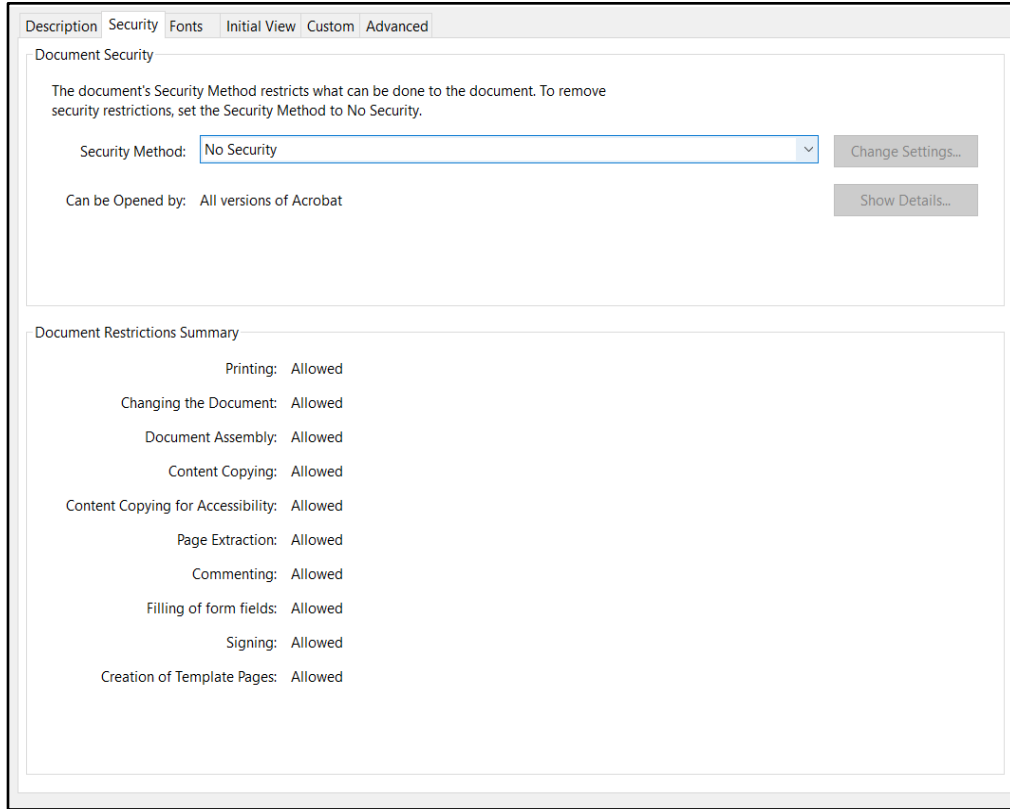 Description Security Fonts Initial View Custom Advanced
Document Security
The document's Security Method restricts what can be done to the document. To remove
security restrictions, set the Security Method to No Security.
Security Method: No Security Change Settings...
Can be Opened by: All versions of Acrobat Show Details...
Document Restrictions Summary
Printing: Allowed
Changing the Document: Allowed
Document Assembly: Allowed
Content Copying: Allowed
Content Copying for Accessibility: Allowed
Page Extraction: Allowed
Commenting: Allowed
Filling of form fields: Allowed
Signing: Allowed
Creation of Template Pages: Allowed